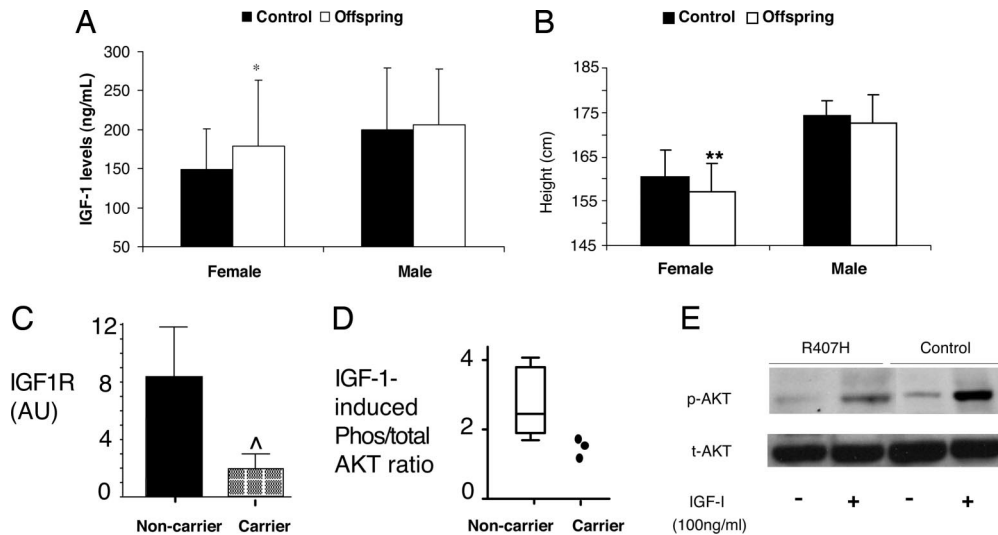 A
■ Control □ Offspring
IGF-1 levels (ng/mL)
300
250
200
150
100
50
*
Female Male
B
■ Control □ Offspring
Height (cm)
185
175
165
155
145
**
Female Male
C
IGF1R
(AU)
12
8
4
0
^
Non-carrier Carrier
D
IGF-1-
induced
Phos/total
AKT ratio
4
2
0
Non-carrier Carrier
E
R407H Control
p-AKT
t-AKT
IGF-I - + - +
(100ng/ml)